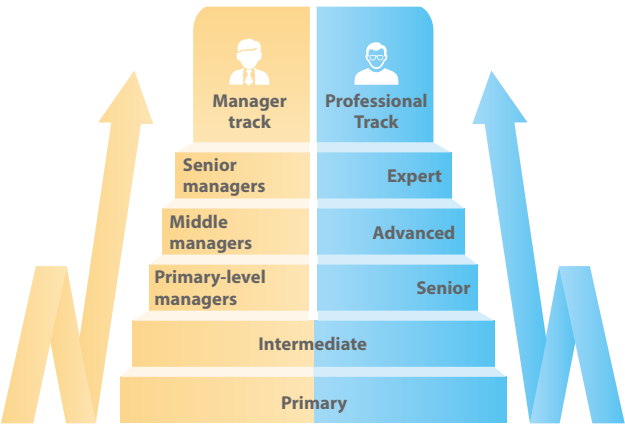 Manager
track
Professional
Track
Senior
managers
Expert
Middle
managers
Advanced
Primary-level
managers
Senior
Intermediate
Primary